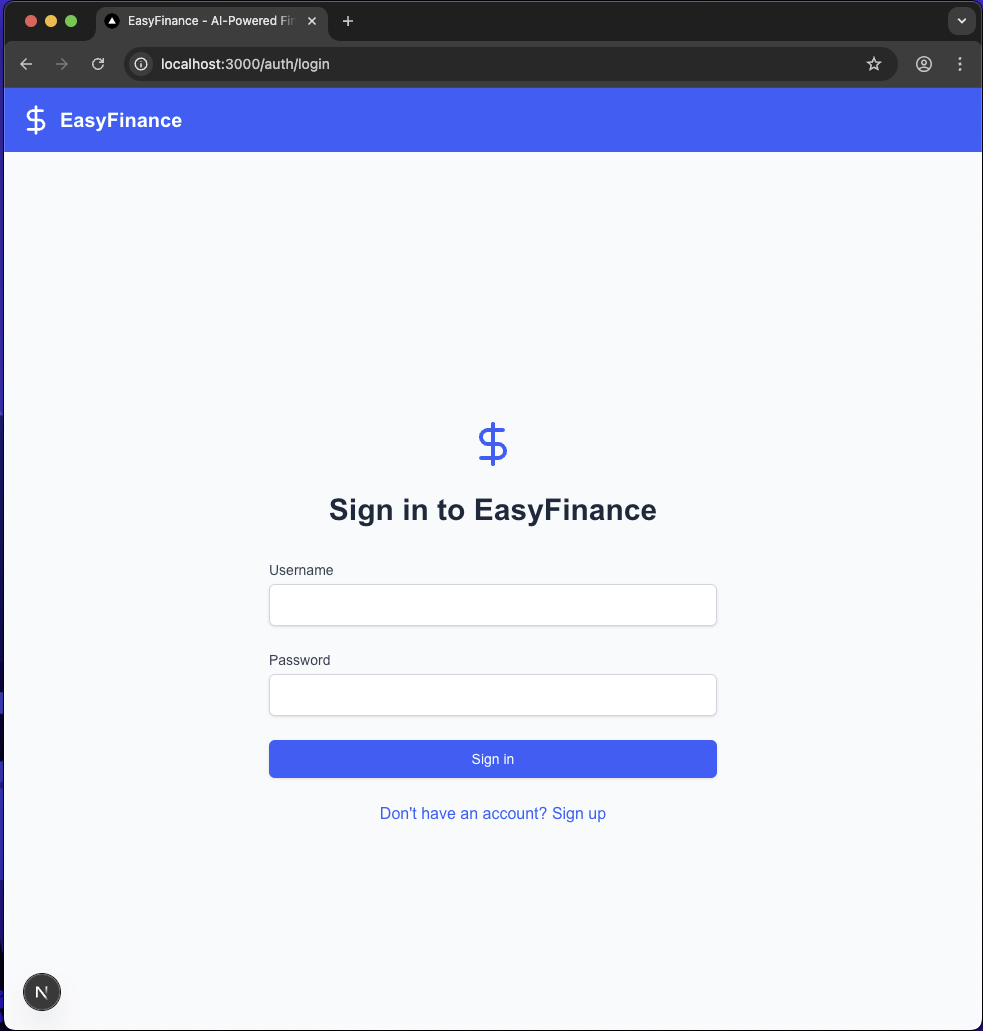 EasyFinance - AI-Powered Fi
localhost:3000/auth/login
EasyFinance
Sign in to EasyFinance
Username
Password
Sign in
Don't have an account? Sign up
N